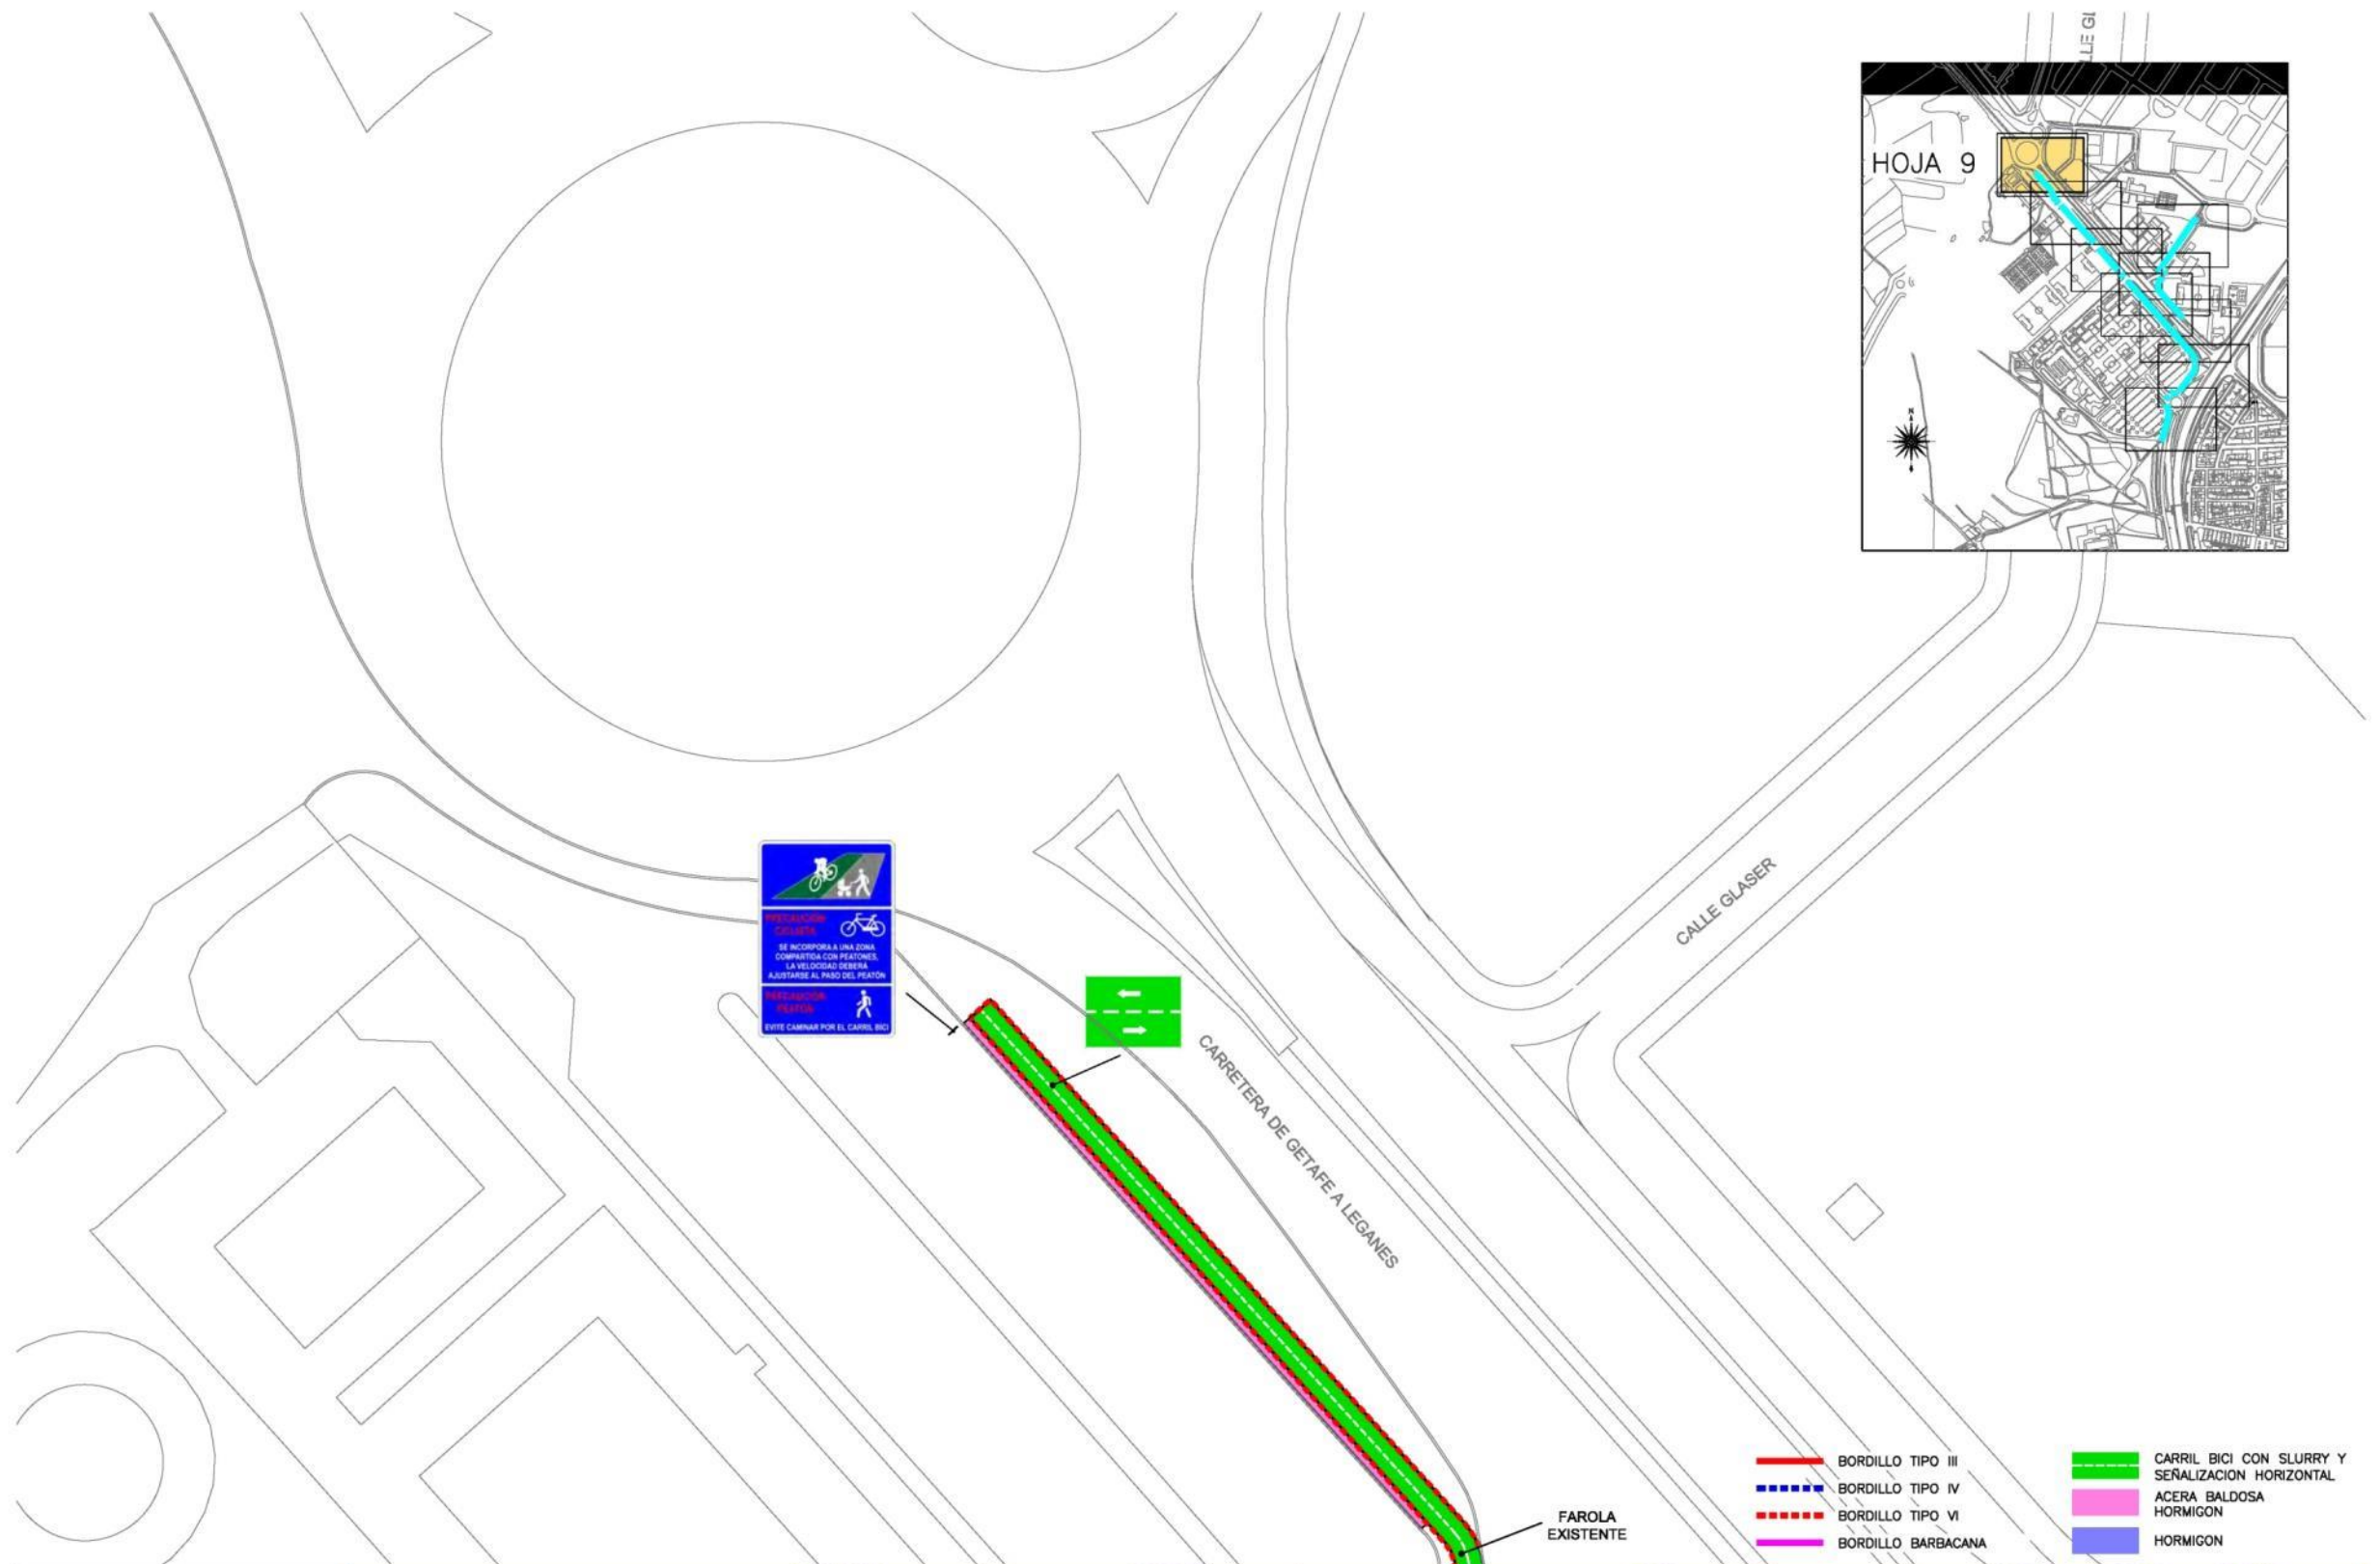 LLE GL
HOJA 9
N
PRECAUCIÓN
CICLISTA
SE INCORPORA A UNA ZONA
COMPARTIDA CON PEATONES,
LA VELOCIDAD DEBERÁ
AJUSTARSE AL PASO DEL PEATÓN
PRECAUCIÓN
PEATÓN
EVITE CAMINAR POR EL CARRIL BICI
CALLE GLASER
CARRETERA DE GETAFE A LEGANES
FAROLA
EXISTENTE
BORDILLO TIPO III
BORDILLO TIPO IV
BORDILLO TIPO VI
BORDILLO BARBACANA
CARRIL BICI CON SLURRY Y
SEÑALIZACION HORIZONTAL
ACERA BALDOSA
HORMIGON
HORMIGON